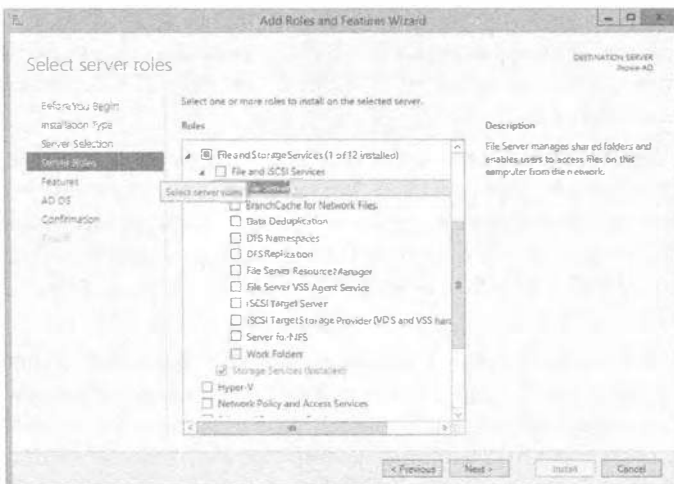 Add Roles and Features Wizard
Select server roles
DESTINATION SERVER
Before You Begin
Installation Type
Server Selection
Server Roles
Features
AD DS
Confirmation
Select one or more roles to install on the selected server.
Roles
File and Storage Services (1 of 12 installed)
File and iSCSI Services
File Server
Select server roles
BranchCache for Network Files
Data Deduplication
DFS Namespaces
DFS Replication
File Server Resource Manager
File Server VSS Agent Service
iSCSI Target Server
iSCSI Target Storage Provider (VDS and VSS hard
Server for NFS
Work Folders
Storage Services (Installed)
Hyper-V
Network Policy and Access Services
Description
File Server manages shared folders and
enables users to access files on this
computer from the network.
< Previous
Next >
Install
Cancel